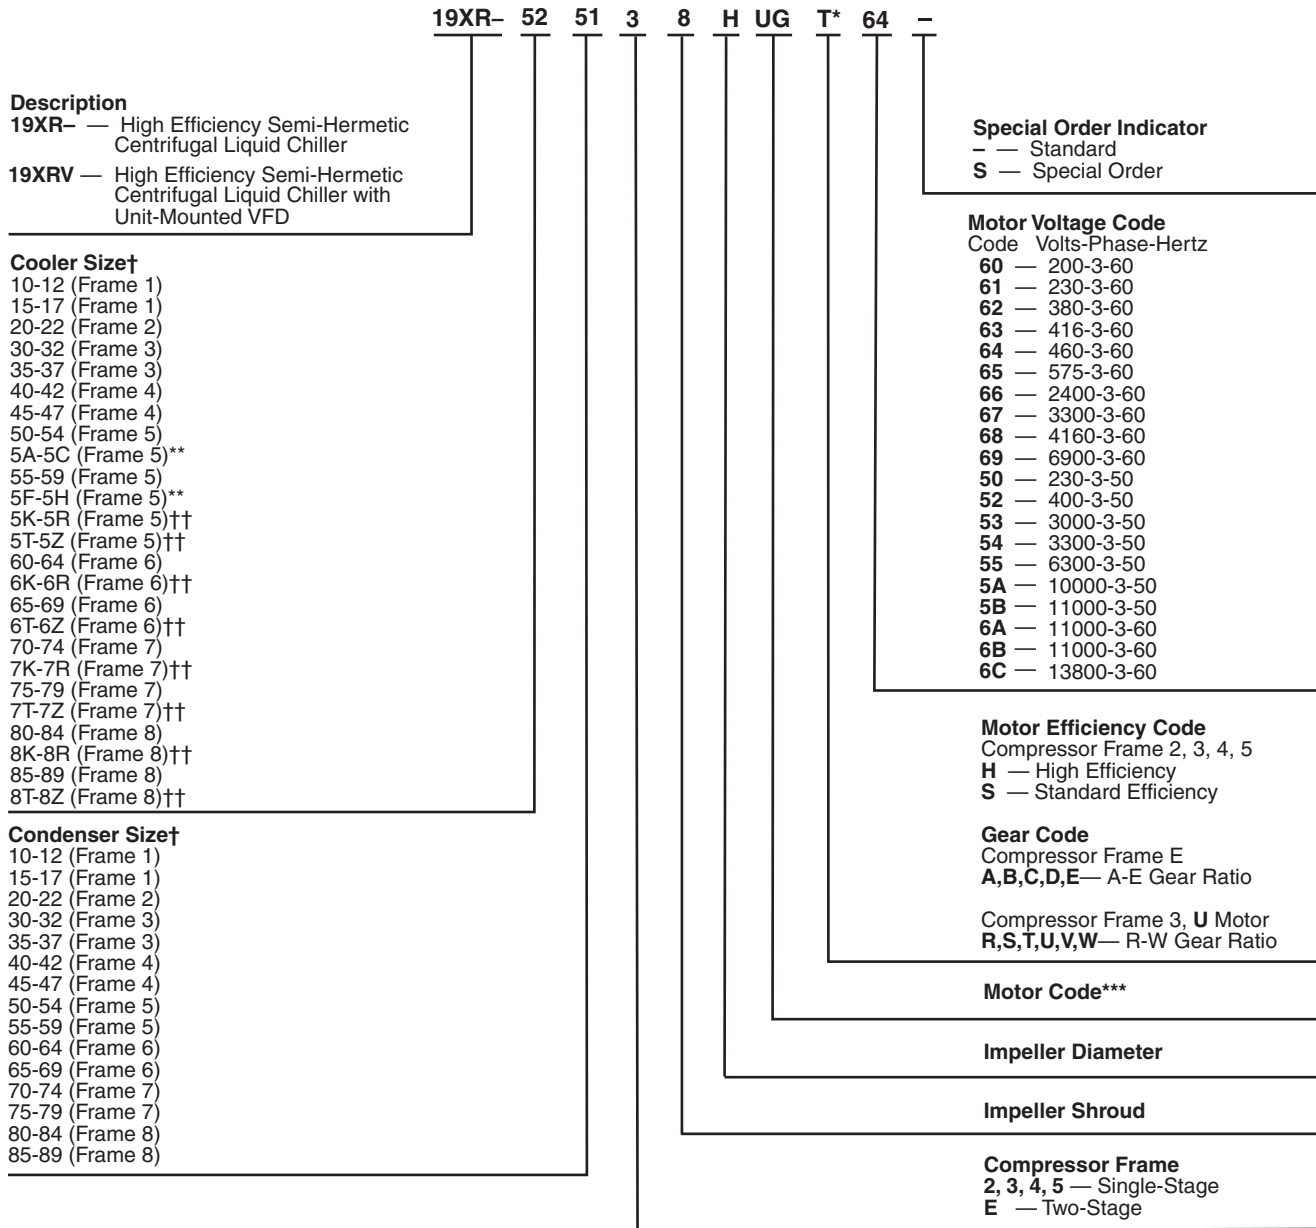 19XR– 52 51 3 8 H UG T* 64 –
Description
19XR– — High Efficiency Semi-Hermetic
Centrifugal Liquid Chiller
19XRV — High Efficiency Semi-Hermetic
Centrifugal Liquid Chiller with
Unit-Mounted VFD
Cooler Size†
10-12 (Frame 1)
15-17 (Frame 1)
20-22 (Frame 2)
30-32 (Frame 3)
35-37 (Frame 3)
40-42 (Frame 4)
45-47 (Frame 4)
50-54 (Frame 5)
5A-5C (Frame 5)**
55-59 (Frame 5)
5F-5H (Frame 5)**
5K-5R (Frame 5)††
5T-5Z (Frame 5)††
60-64 (Frame 6)
6K-6R (Frame 6)††
65-69 (Frame 6)
6T-6Z (Frame 6)††
70-74 (Frame 7)
7K-7R (Frame 7)††
75-79 (Frame 7)
7T-7Z (Frame 7)††
80-84 (Frame 8)
8K-8R (Frame 8)††
85-89 (Frame 8)
8T-8Z (Frame 8)††
Condenser Size†
10-12 (Frame 1)
15-17 (Frame 1)
20-22 (Frame 2)
30-32 (Frame 3)
35-37 (Frame 3)
40-42 (Frame 4)
45-47 (Frame 4)
50-54 (Frame 5)
55-59 (Frame 5)
60-64 (Frame 6)
65-69 (Frame 6)
70-74 (Frame 7)
75-79 (Frame 7)
80-84 (Frame 8)
85-89 (Frame 8)
Special Order Indicator
– — Standard
S — Special Order
Motor Voltage Code
Code Volts-Phase-Hertz
60 — 200-3-60
61 — 230-3-60
62 — 380-3-60
63 — 416-3-60
64 — 460-3-60
65 — 575-3-60
66 — 2400-3-60
67 — 3300-3-60
68 — 4160-3-60
69 — 6900-3-60
50 — 230-3-50
52 — 400-3-50
53 — 3000-3-50
54 — 3300-3-50
55 — 6300-3-50
5A — 10000-3-50
5B — 11000-3-50
6A — 11000-3-60
6B — 11000-3-60
6C — 13800-3-60
Motor Efficiency Code
Compressor Frame 2, 3, 4, 5
H — High Efficiency
S — Standard Efficiency
Gear Code
Compressor Frame E
A,B,C,D,E— A-E Gear Ratio
Compressor Frame 3, U Motor
R,S,T,U,V,W— R-W Gear Ratio
Motor Code***
Impeller Diameter
Impeller Shroud
Compressor Frame
2, 3, 4, 5 — Single-Stage
E — Two-Stage